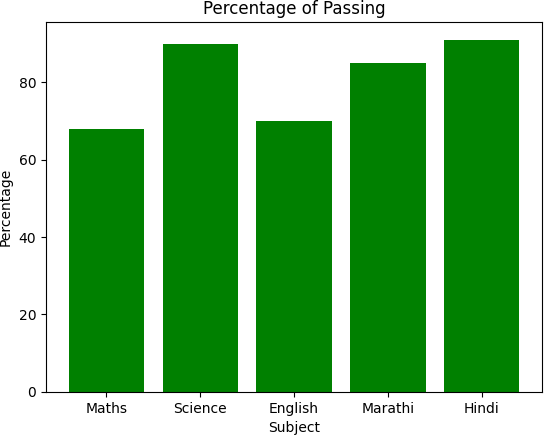 Percentage of Passing
Percentage
80
60
40
20
0
Maths Science English Marathi Hindi
Subject